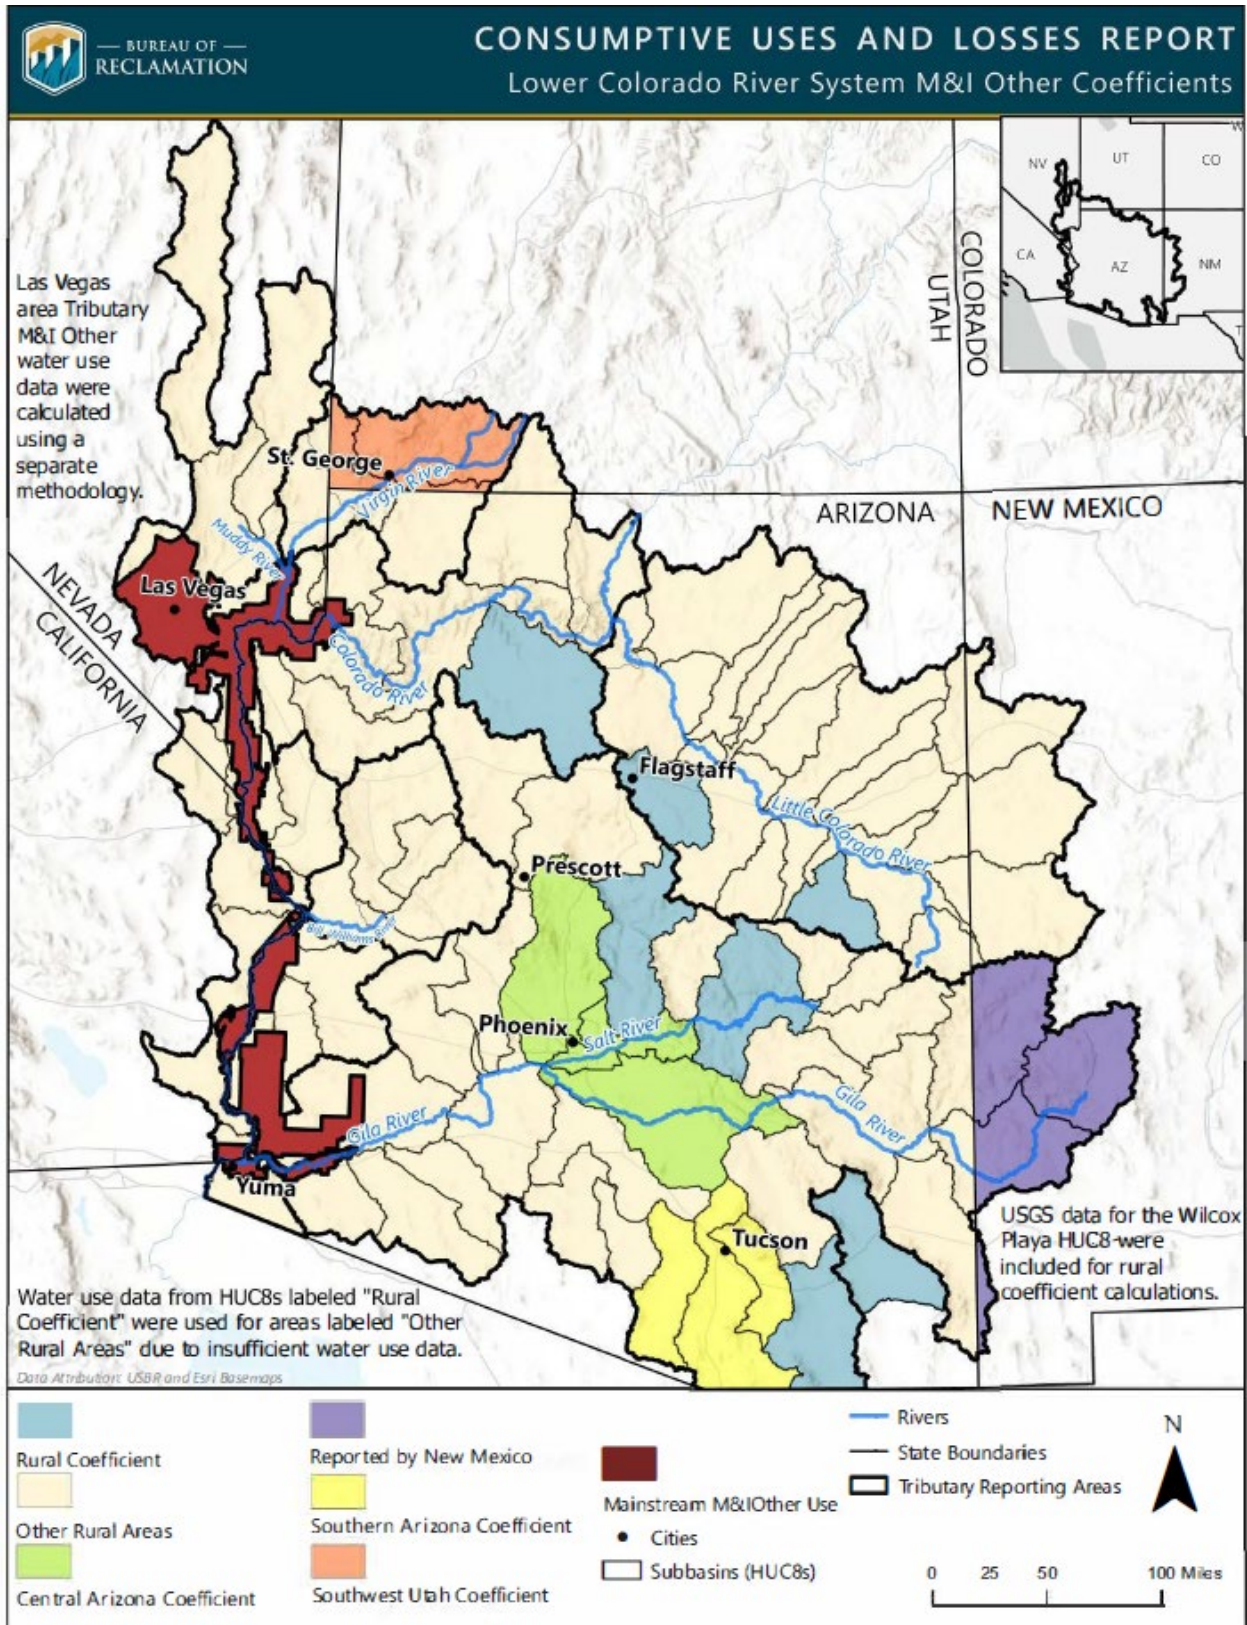 BUREAU OF
RECLAMATION
CONSUMPTIVE USES AND LOSSES REPORT
Lower Colorado River System M&I Other Coefficients
NV
UT
CO
CA
AZ
NM
W
T
Las Vegas
area Tributary
M&I Other
water use
data were
calculated
using a
separate
methodology.
UTAH
COLORADO
St. George
Virgin River
ARIZONA
NEW MEXICO
Muddy River
NEVADA
CALIFORNIA
Las Vegas
Colorado River
Flagstaff
Little Colorado River
Prescott
Bill Williams River
Phoenix
Salt River
Gila River
Gila River
Yuma
Tucson
USGS data for the Wilcox
Playa HUC8 were
included for rural
coefficient calculations.
Water use data from HUC8s labeled "Rural
Coefficient" were used for areas labeled "Other
Rural Areas" due to insufficient water use data.
Data Attribution: USBR and Esri Basemaps
Rural Coefficient
Other Rural Areas
Central Arizona Coefficient
Reported by New Mexico
Southern Arizona Coefficient
Southwest Utah Coefficient
Mainstream M&IOther Use
Cities
Subbasins (HUC8s)
Rivers
State Boundaries
Tributary Reporting Areas
N
0 25 50 100 Miles